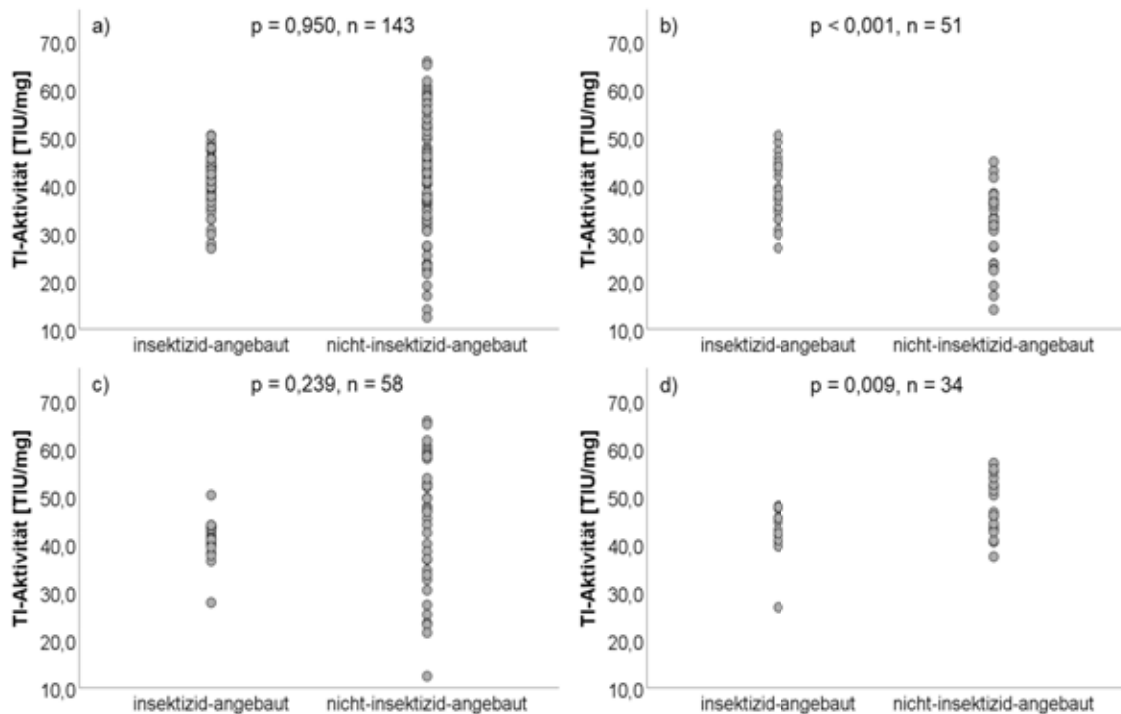 a)
p = 0,950, n = 143
TI-Aktivität [TIU/mg]
70,0
60,0
50,0
40,0
30,0
20,0
10,0
insektizid-angebaut
nicht-insektizid-angebaut
b)
p < 0,001, n = 51
TI-Aktivität [TIU/mg]
70,0
60,0
50,0
40,0
30,0
20,0
10,0
insektizid-angebaut
nicht-insektizid-angebaut
c)
p = 0,239, n = 58
TI-Aktivität [TIU/mg]
70,0
60,0
50,0
40,0
30,0
20,0
10,0
insektizid-angebaut
nicht-insektizid-angebaut
d)
p = 0,009, n = 34
TI-Aktivität [TIU/mg]
70,0
60,0
50,0
40,0
30,0
20,0
10,0
insektizid-angebaut
nicht-insektizid-angebaut